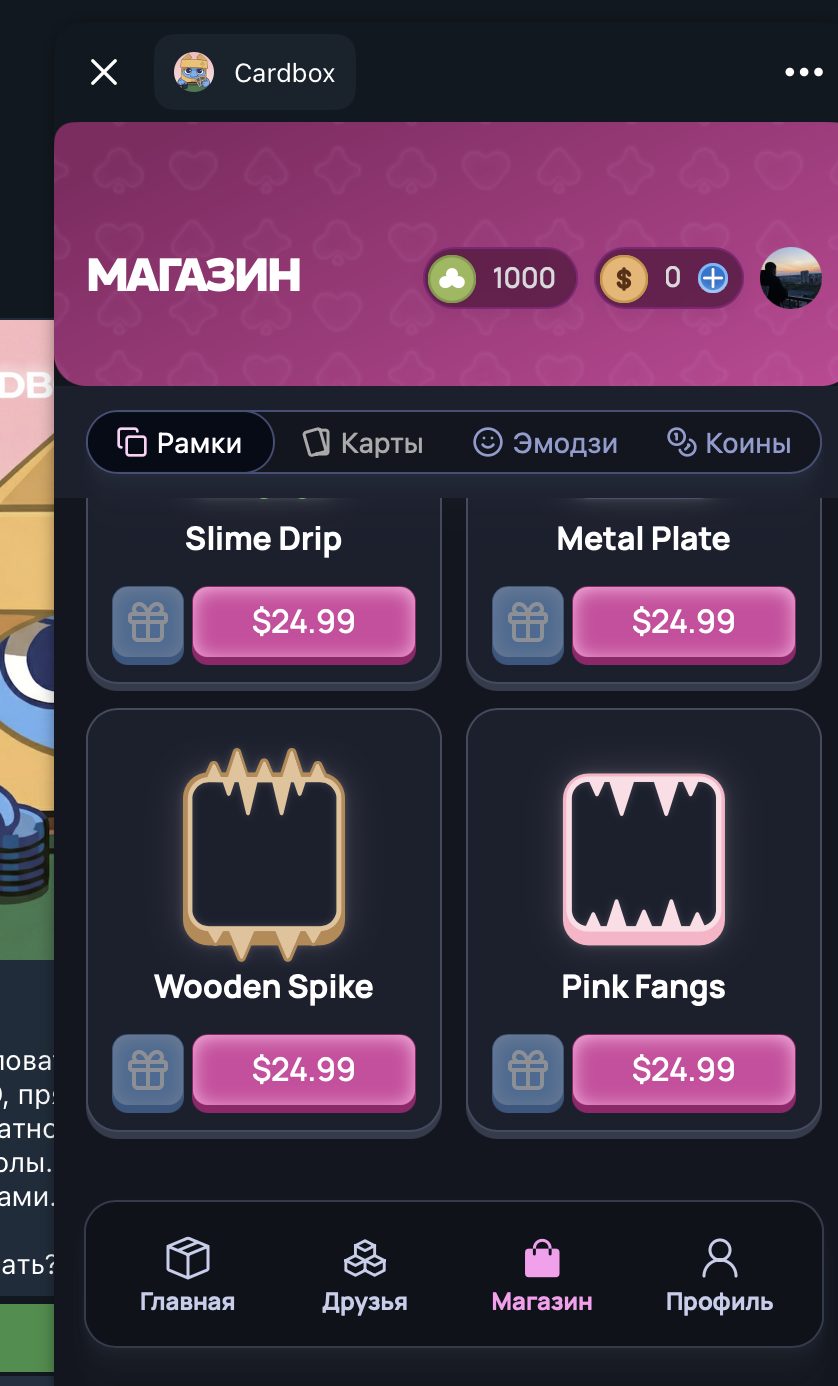 Cardbox
МАГАЗИН
1000
$ 0
DB
Рамки
Карты
Эмодзи
Коины
Slime Drip
Metal Plate
$24.99
$24.99
Wooden Spike
Pink Fangs
$24.99
$24.99
Главная
Друзья
Магазин
Профиль